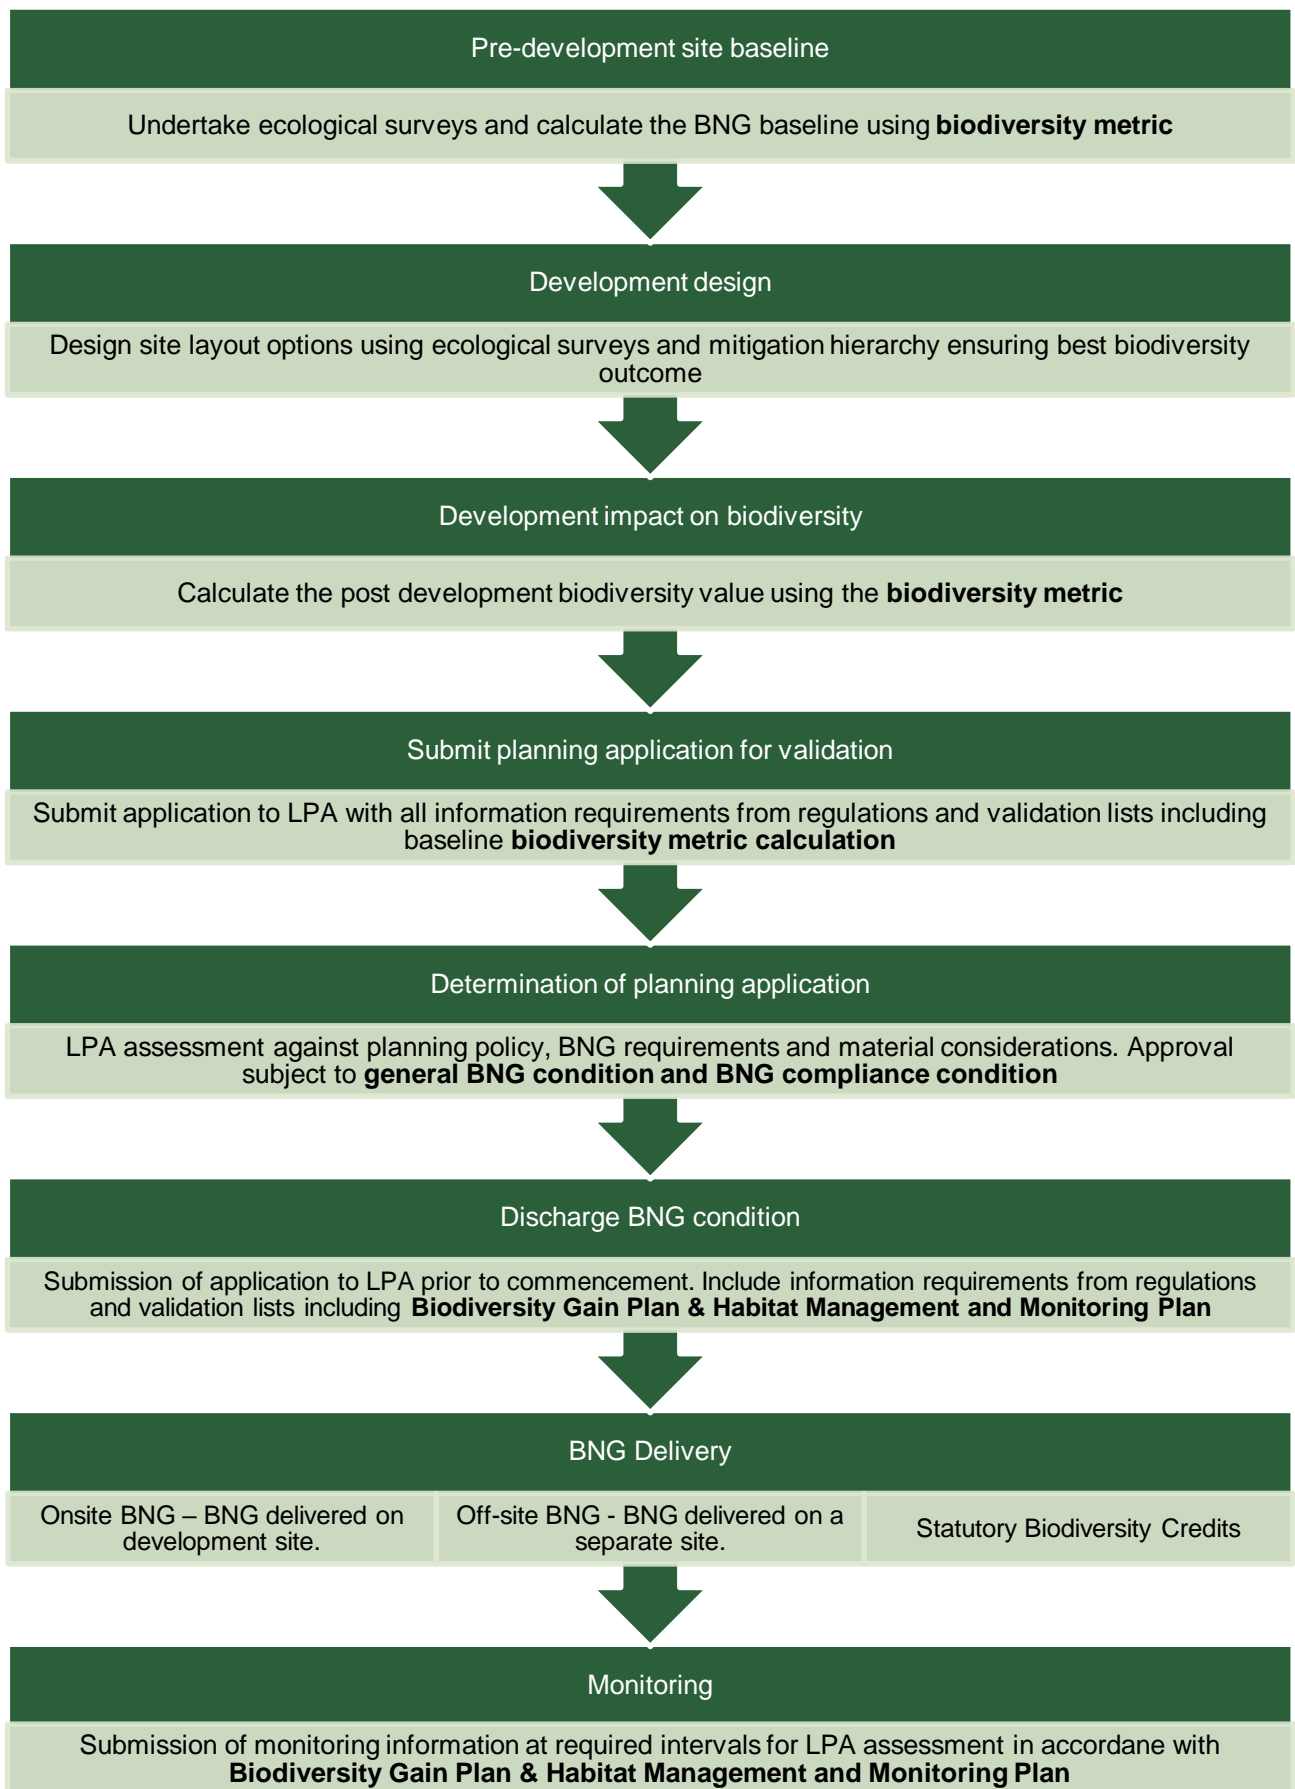 Pre-development site baseline
Undertake ecological surveys and calculate the BNG baseline using biodiversity metric
Development design
Design site layout options using ecological surveys and mitigation hierarchy ensuring best biodiversity
outcome
Development impact on biodiversity
Calculate the post development biodiversity value using the biodiversity metric
Submit planning application for validation
Submit application to LPA with all information requirements from regulations and validation lists including
baseline biodiversity metric calculation
Determination of planning application
LPA assessment against planning policy, BNG requirements and material considerations. Approval
subject to general BNG condition and BNG compliance condition
Discharge BNG condition
Submission of application to LPA prior to commencement. Include information requirements from regulations
and validation lists including Biodiversity Gain Plan & Habitat Management and Monitoring Plan
BNG Delivery
Onsite BNG – BNG delivered on
development site.
Off-site BNG - BNG delivered on a
separate site.
Statutory Biodiversity Credits
Monitoring
Submission of monitoring information at required intervals for LPA assessment in accordane with
Biodiversity Gain Plan & Habitat Management and Monitoring Plan